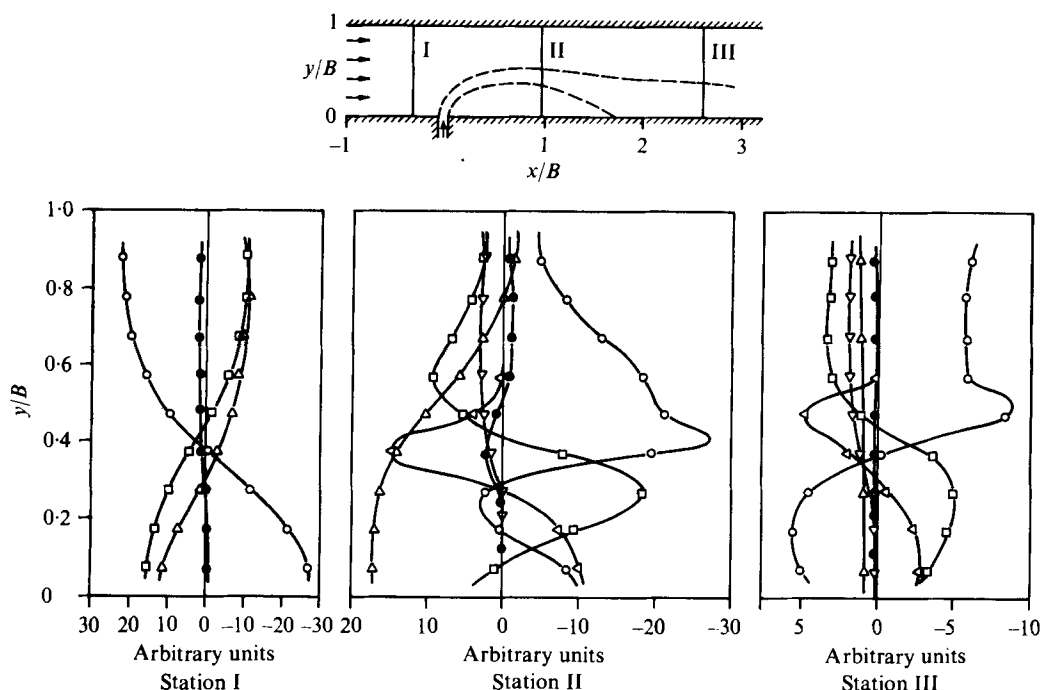 1
y/B
0
I
II
III
-1
0
1
2
3
x/B
1·0
0·8
0·6
0·4
0·2
0
y/B
30 20 10 0 -10 -20 -30
20 10 0 -10 -20 -30
5 0 -5 -10
Arbitrary units
Arbitrary units
Arbitrary units
Station I
Station II
Station III